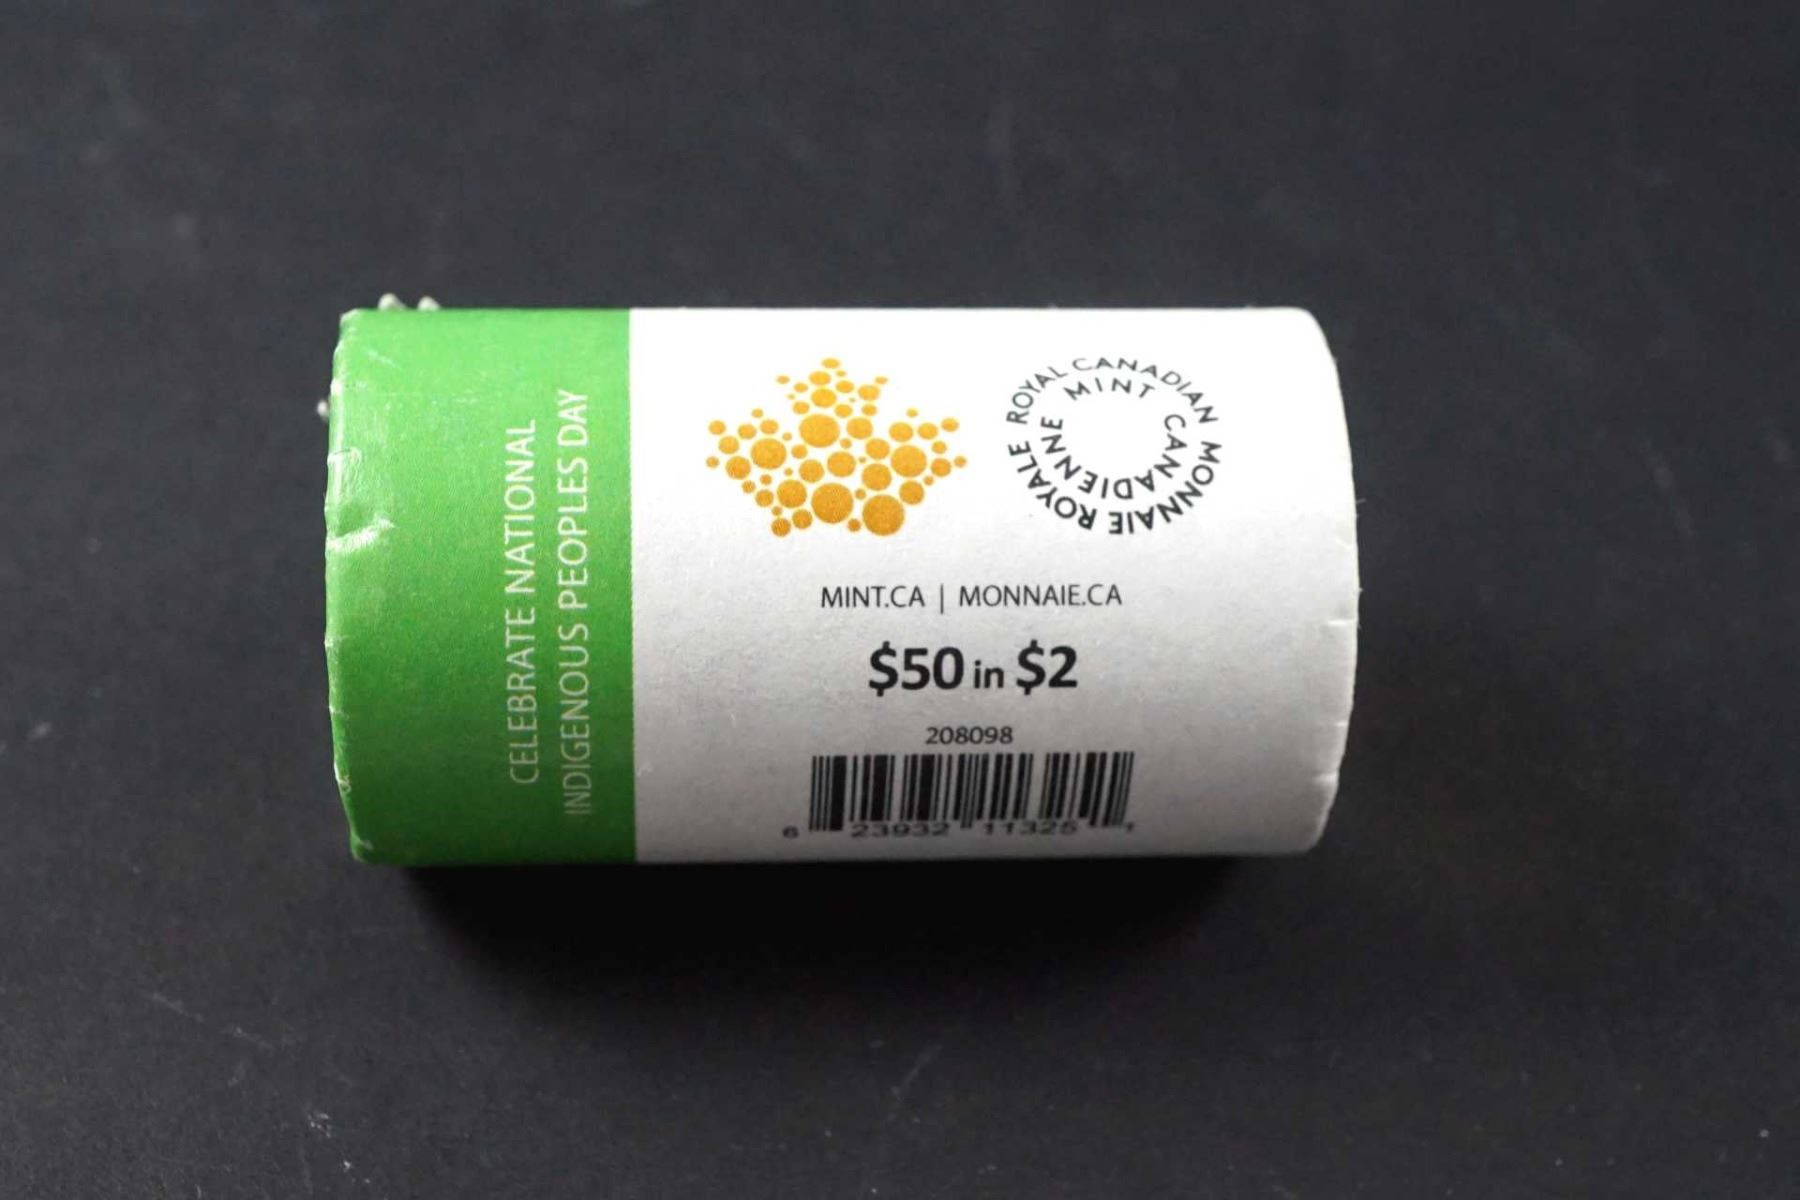 CELEBRATE NATIONAL
INDIGENOUS PEOPLES DAY
ROYAL CANADIAN MINT
MONNAIE ROYALE CANADIENNE
MINT.CA | MONNAIE.CA
$50 in $2
208098
6 23932 11325 1